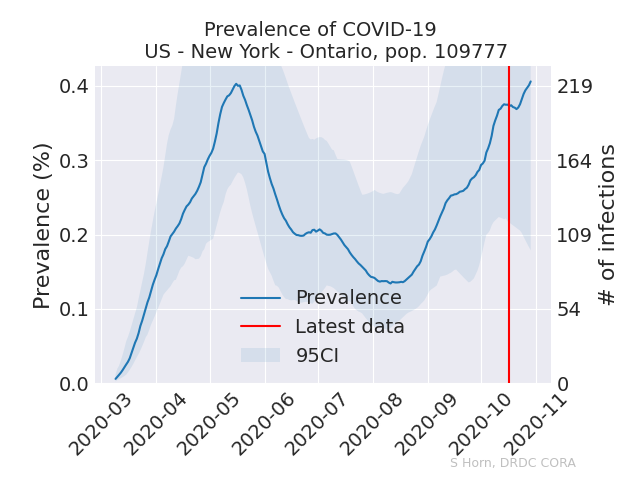 Prevalence of COVID-19
US - New York - Ontario, pop. 109777
Prevalence (%)
0.4
0.3
0.2
0.1
0.0
219
164
109
54
0
# of infections
Prevalence
Latest data
95CI
2020-03
2020-04
2020-05
2020-06
2020-07
2020-08
2020-09
2020-10
2020-11
S Horn, DRDC CORA